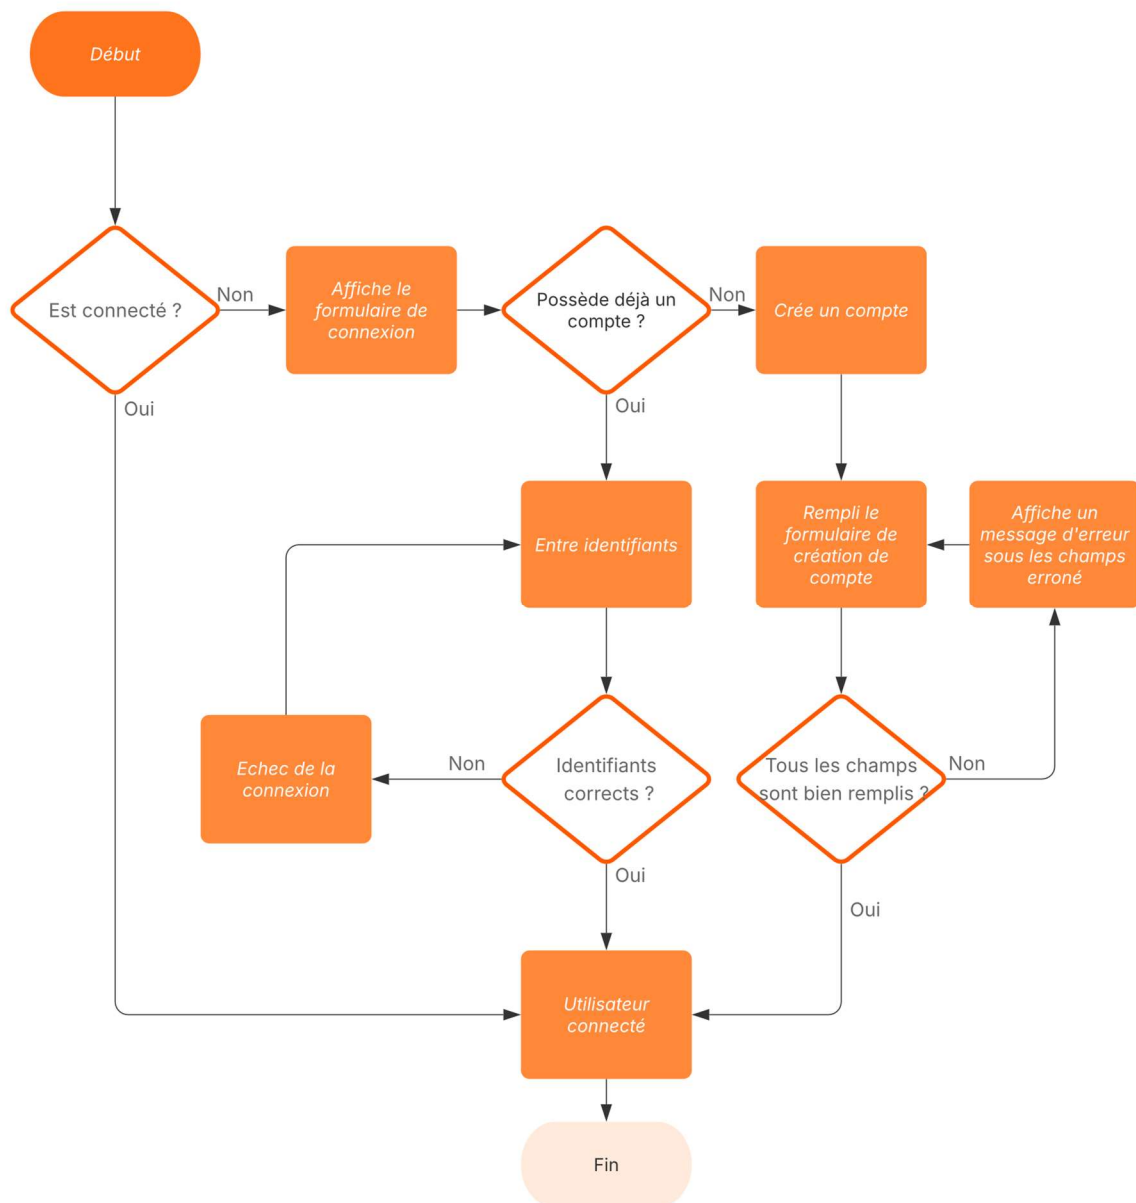 Début
Est connecté ?
Non
Affiche le
formulaire de
connexion
Possède déjà un
compte ?
Non
Crée un compte
Oui
Oui
Entre identifiants
Rempli le
formulaire de
création de
compte
Affiche un
message d'erreur
sous les champs
erroné
Echec de la
connexion
Non
Identifiants
corrects ?
Tous les champs
sont bien remplis ?
Non
Oui
Oui
Utilisateur
connecté
Fin